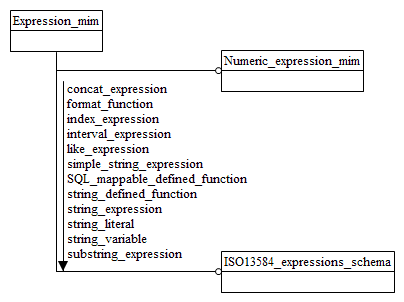 Expression_mim
Numeric_expression_mim
concat_expression
format_function
index_expression
interval_expression
like_expression
simple_string_expression
SQL_mappable_defined_function
string_defined_function
string_expression
string_literal
string_variable
substring_expression
ISO13584_expressions_schema